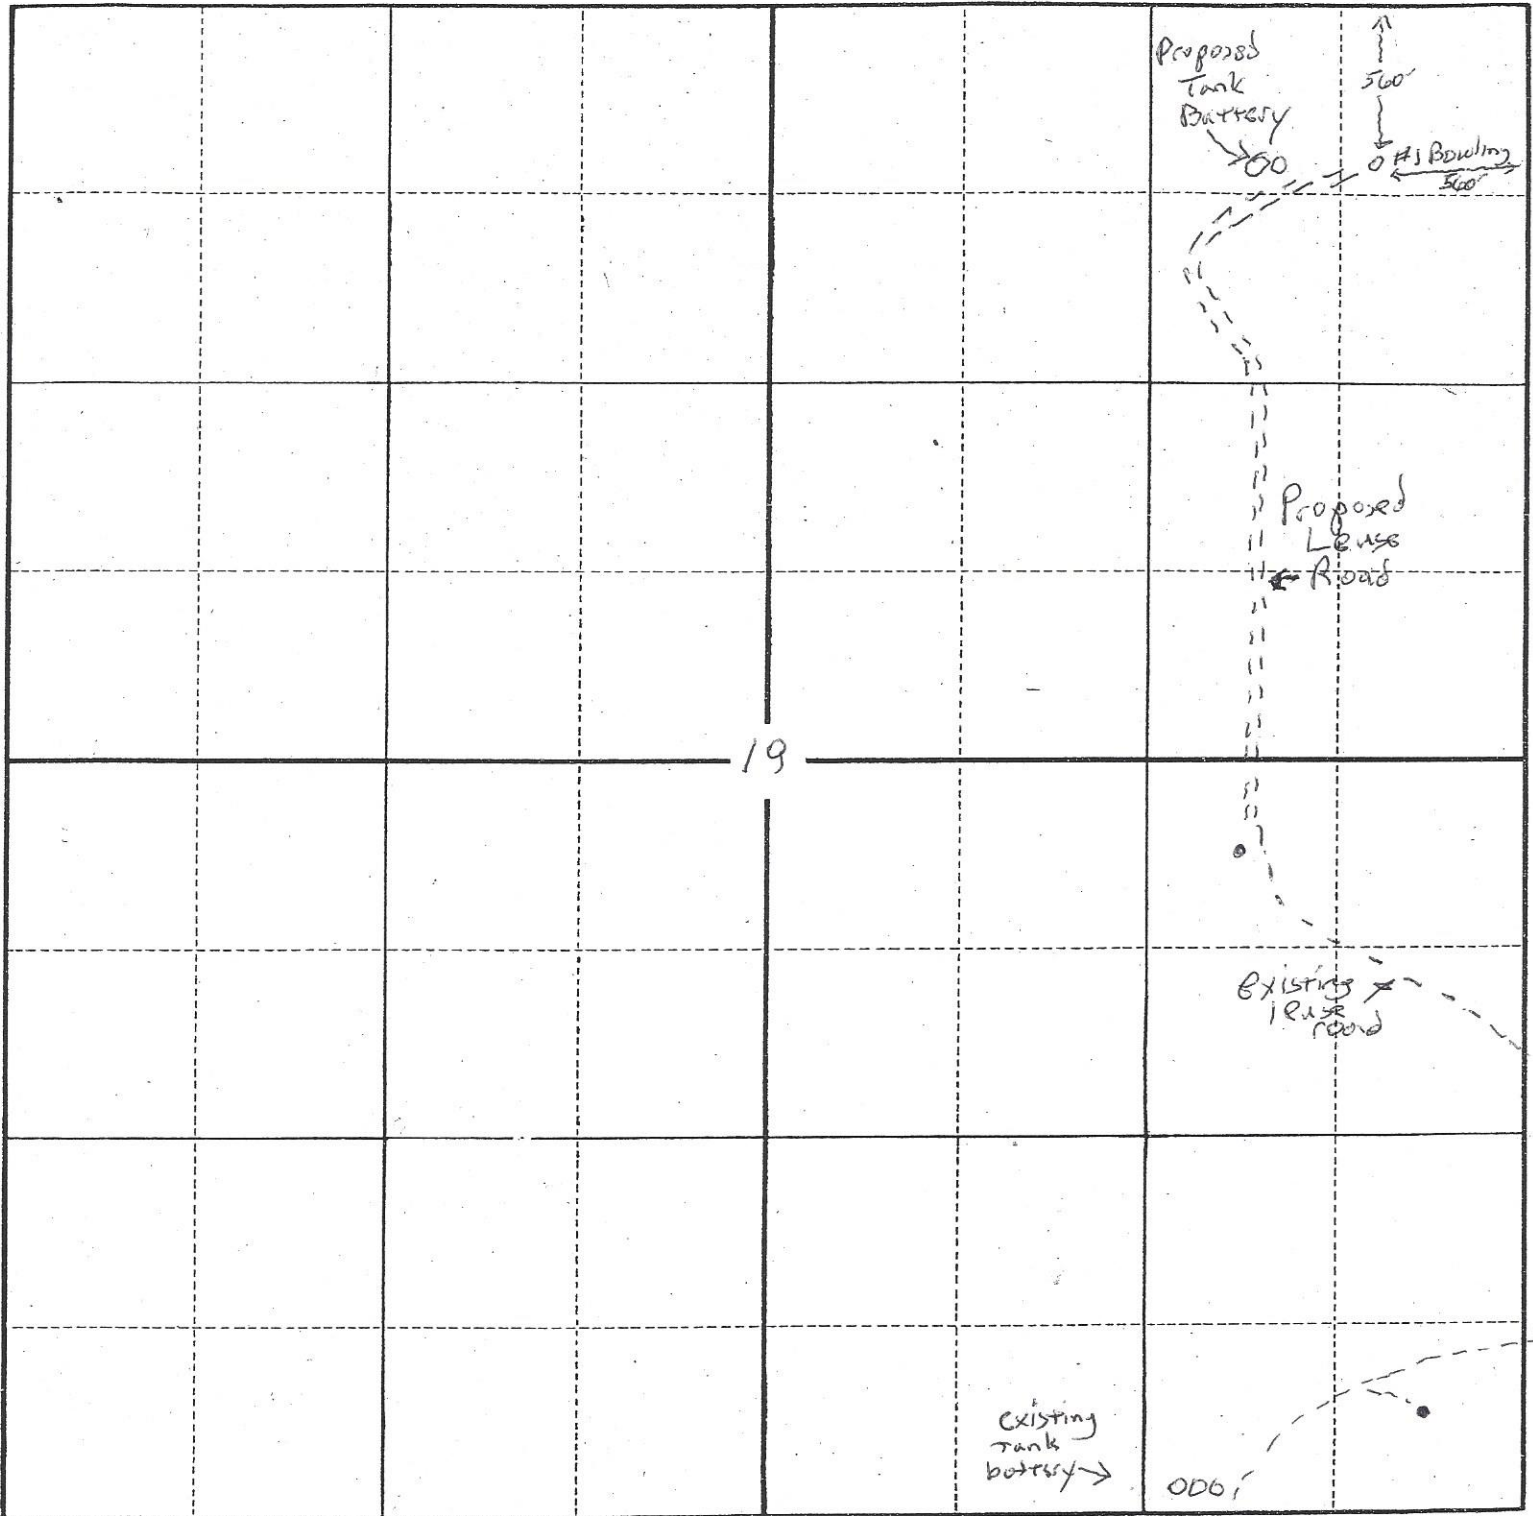 Proposed
Tank
Battery
560'
#1 Bowling
560'
Proposed
Lease
Road
19
existing
lease
road
existing
Tank
battery